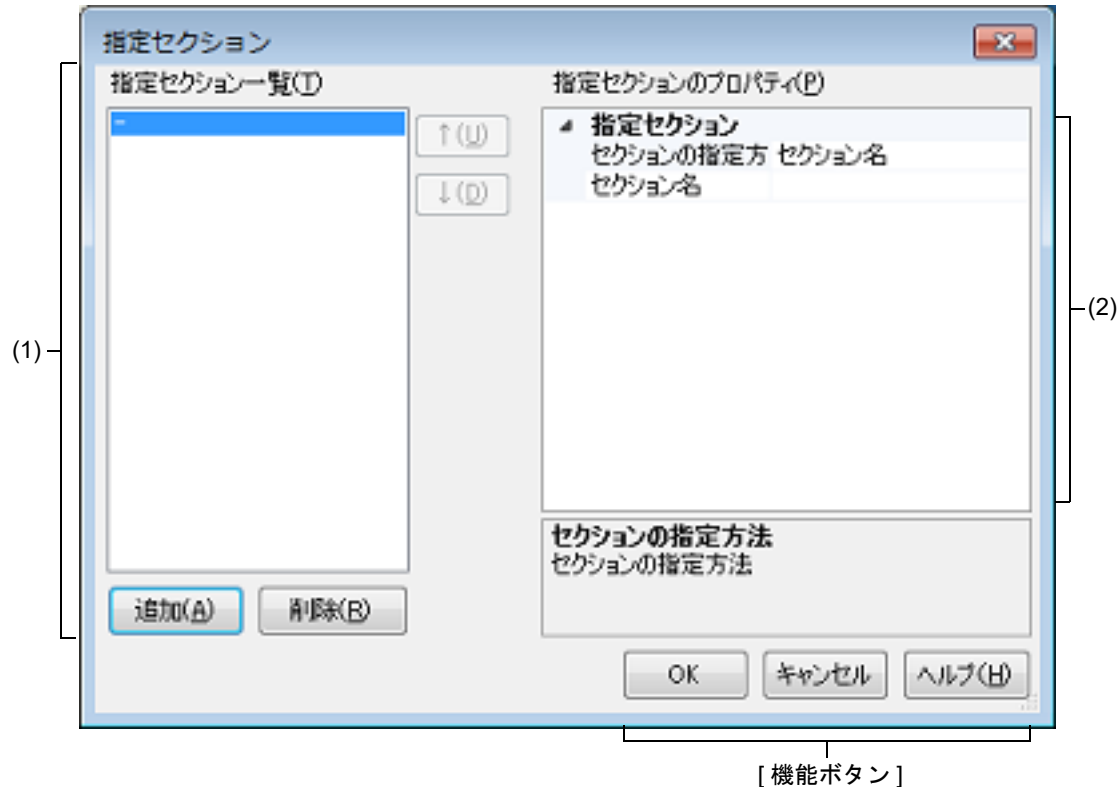 指定セクション
指定セクション一覧(T)
指定セクションのプロパティ(P)
-
↑(U)
↓(D)
指定セクション
セクションの指定方 セクション名
セクション名
(1)
(2)
セクションの指定方法
セクションの指定方法
追加(A)
削除(R)
OK
キャンセル
ヘルプ(H)
[ 機能ボタン ]